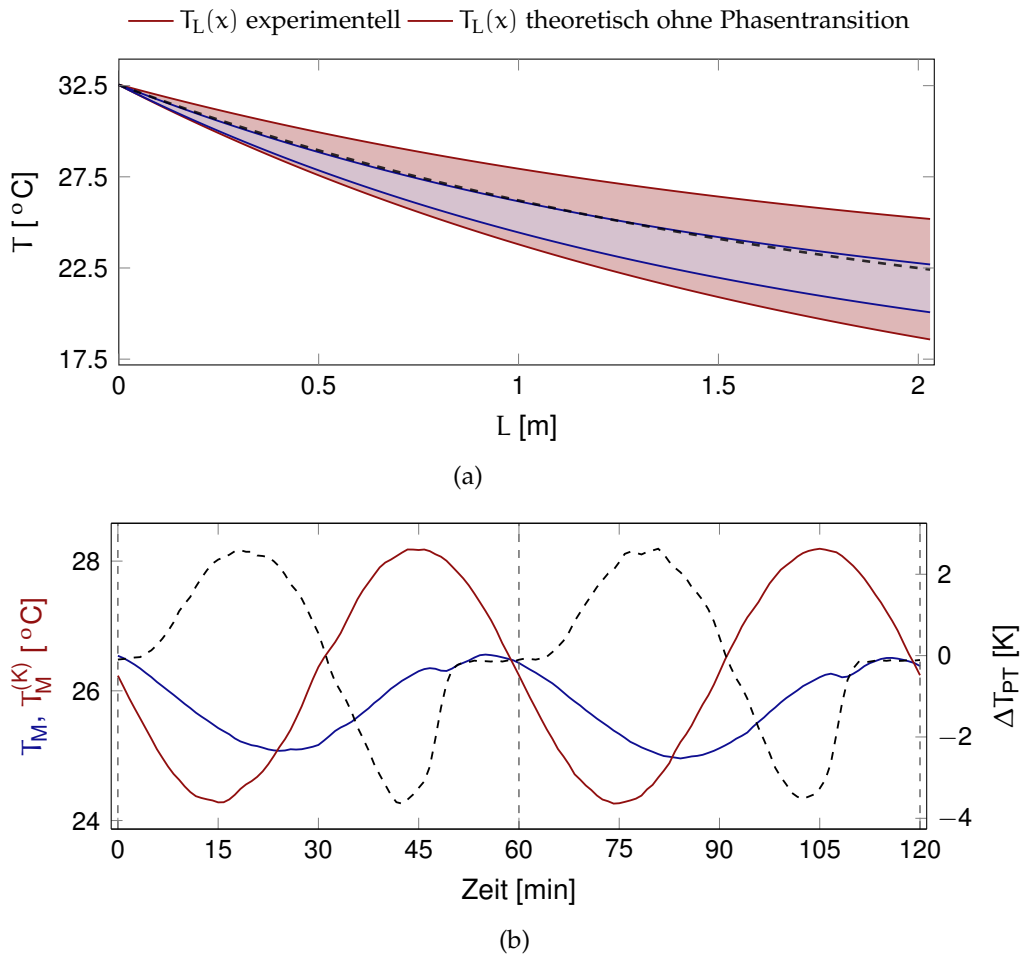 T_L(x) experimentell T_L(x) theoretisch ohne Phasentransition
32.5
27.5
22.5
17.5
T [°C]
0 0.5 1 1.5 2
L [m]
(a)
28
26
24
T_M, T_M^(K) [°C]
2
0
−2
−4
ΔT_PT [K]
0 15 30 45 60 75 90 105 120
Zeit [min]
(b)